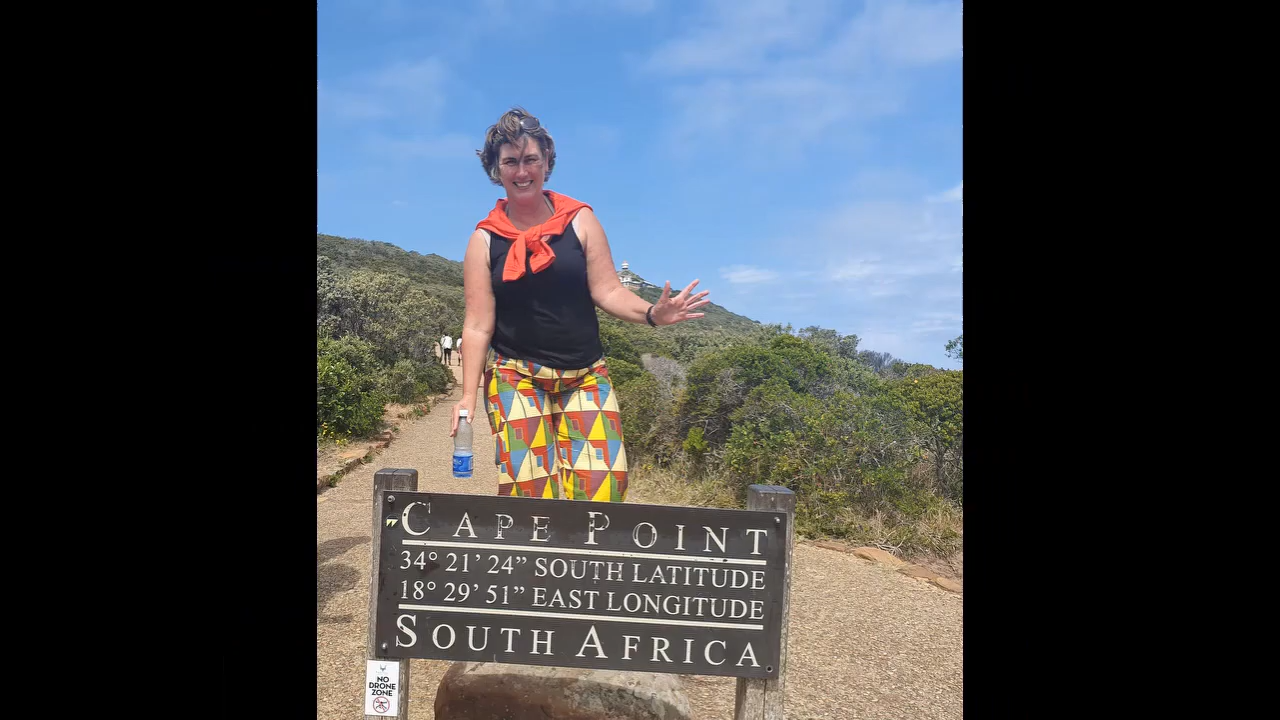 CAPE POINT
34° 21' 24" SOUTH LATITUDE
18° 29' 51" EAST LONGITUDE
SOUTH AFRICA
NO
DRONE
ZONE